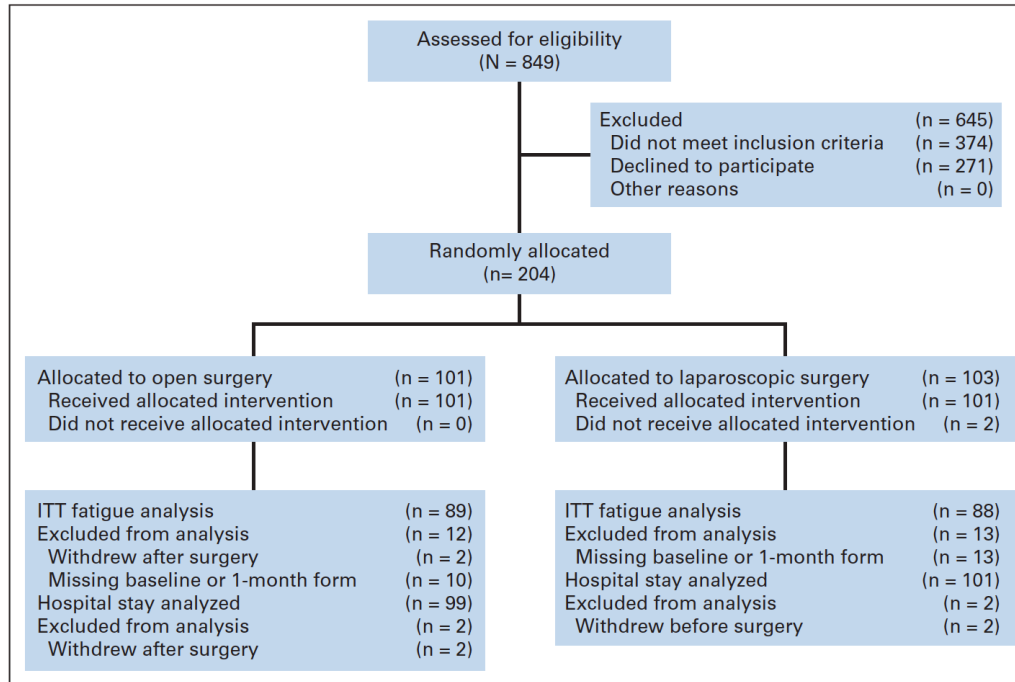 Assessed for eligibility
(N = 849)
Excluded (n = 645)
Did not meet inclusion criteria (n = 374)
Declined to participate (n = 271)
Other reasons (n = 0)
Randomly allocated
(n= 204)
Allocated to open surgery (n = 101)
Received allocated intervention (n = 101)
Did not receive allocated intervention (n = 0)
Allocated to laparoscopic surgery (n = 103)
Received allocated intervention (n = 101)
Did not receive allocated intervention (n = 2)
ITT fatigue analysis (n = 89)
Excluded from analysis (n = 12)
Withdrew after surgery (n = 2)
Missing baseline or 1-month form (n = 10)
Hospital stay analyzed (n = 99)
Excluded from analysis (n = 2)
Withdrew after surgery (n = 2)
ITT fatigue analysis (n = 88)
Excluded from analysis (n = 13)
Missing baseline or 1-month form (n = 13)
Hospital stay analyzed (n = 101)
Excluded from analysis (n = 2)
Withdrew before surgery (n = 2)